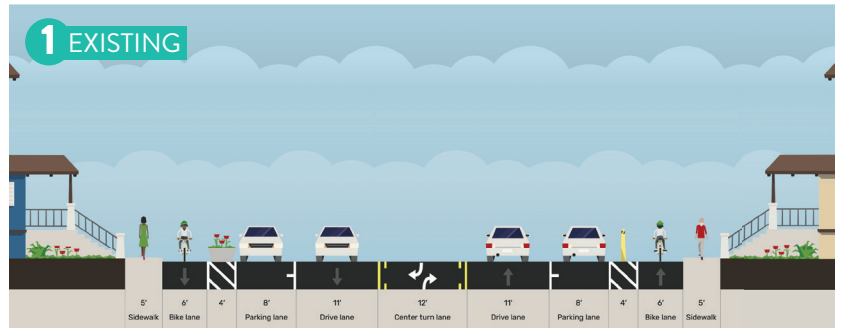 1 EXISTING
5' 6' 4' 8' 11' 12' 11' 8' 4' 6' 5'
Sidewalk Bike lane Parking lane Drive lane Center turn lane Drive lane Parking lane Bike lane Sidewalk